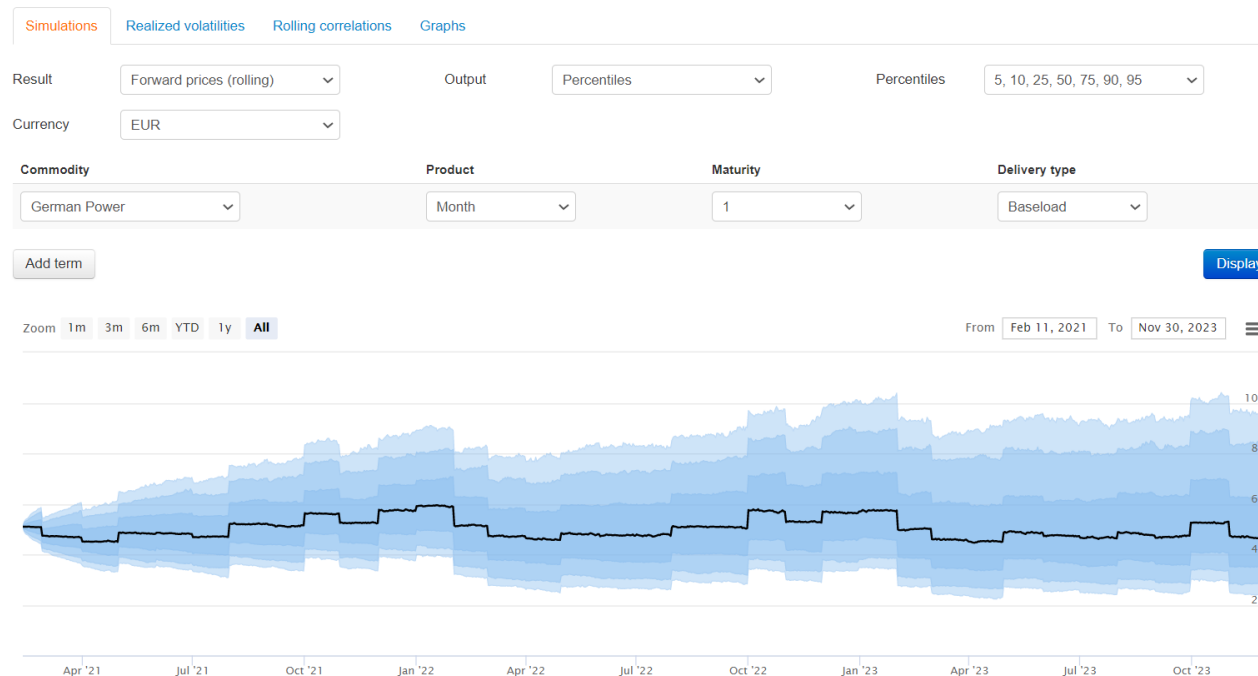 Simulations Realized volatilities Rolling correlations Graphs
Result Forward prices (rolling) Output Percentiles Percentiles 5, 10, 25, 50, 75, 90, 95
Currency EUR
Commodity Product Maturity Delivery type
German Power Month 1 Baseload
Add term Display
Zoom 1m 3m 6m YTD 1y All From Feb 11, 2021 To Nov 30, 2023
Apr '21 Jul '21 Oct '21 Jan '22 Apr '22 Jul '22 Oct '22 Jan '23 Apr '23 Jul '23 Oct '23